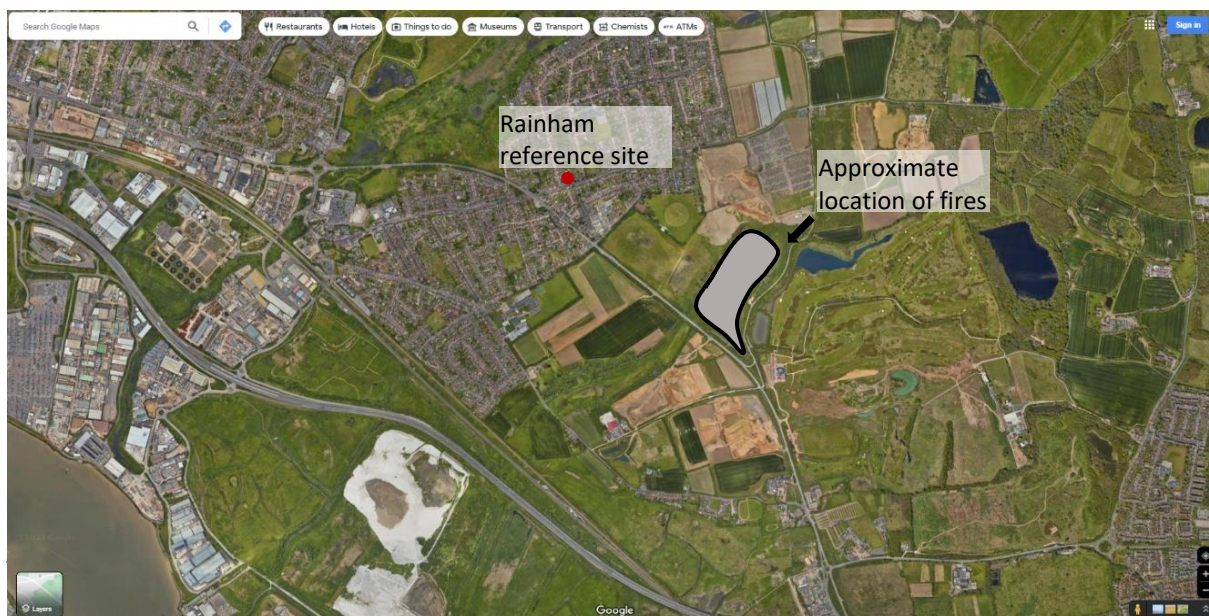 Search Google Maps
Restaurants
Hotels
Things to do
Museums
Transport
Chemists
ATMs
Sign in
Rainham
reference site
Approximate
location of fires
Layers
Google